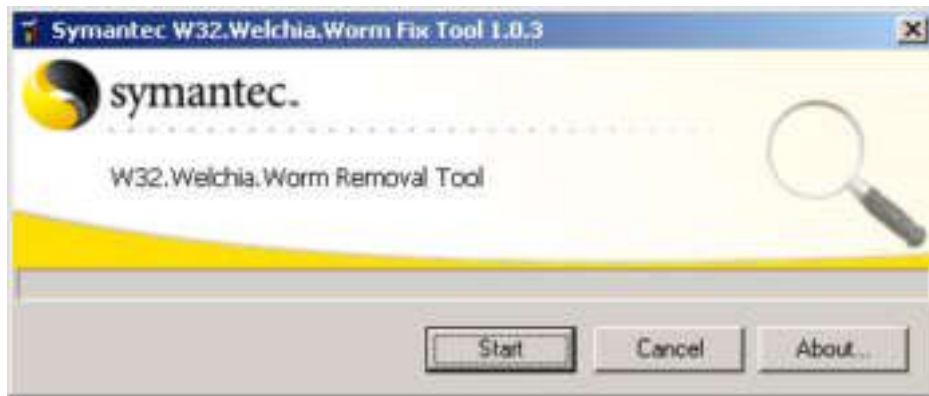 Symantec W32.Welchia.Worm Fix Tool 1.0.3
symantec.
W32.Welchia.Worm Removal Tool
Start Cancel About...